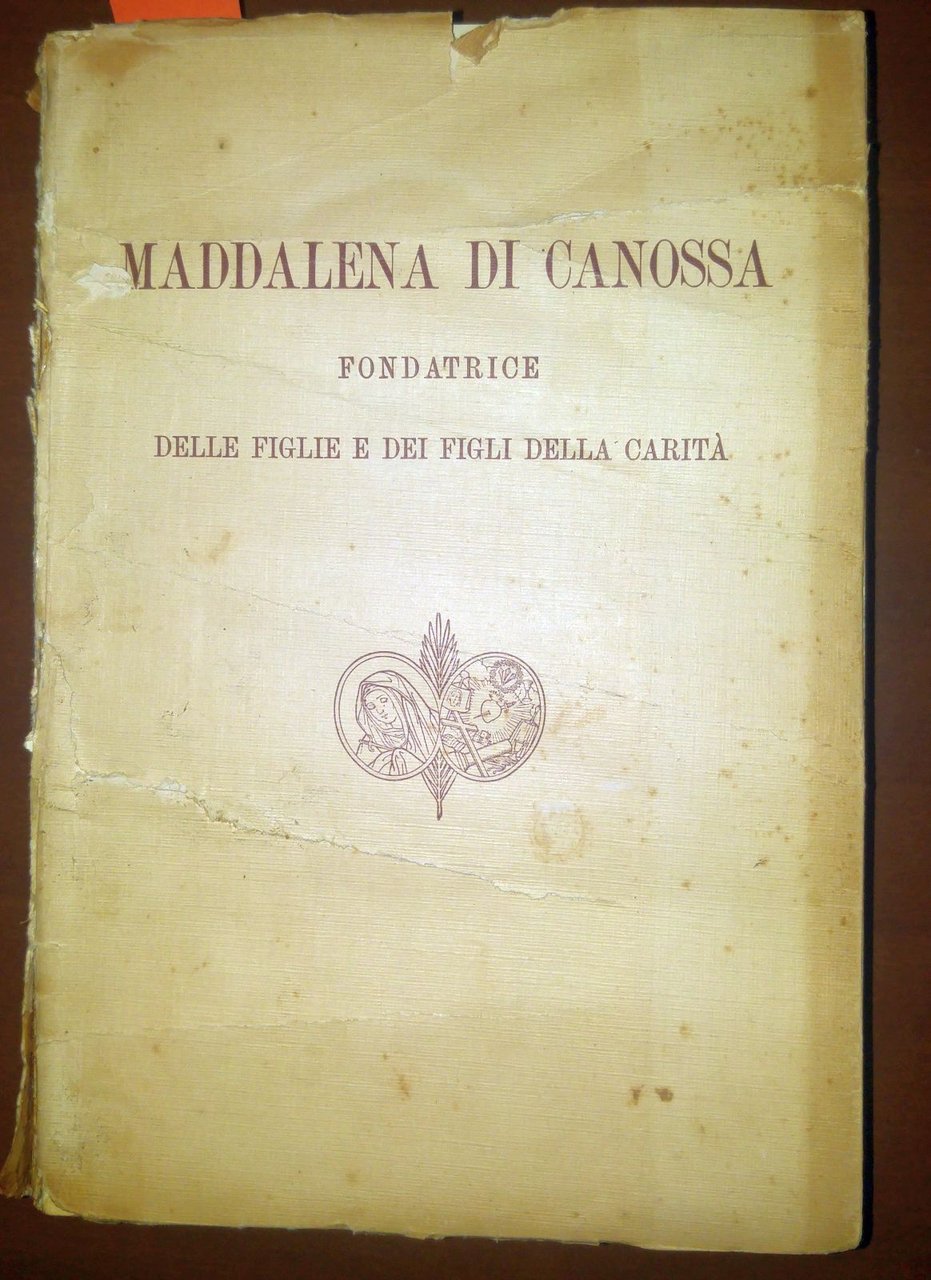 MADDALENA DI CANOSSA
FONDATRICE
DELLE FIGLIE E DEI FIGLI DELLA CARITÀ